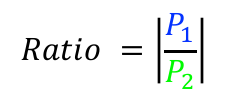 Ratio = |P₁/P₂|